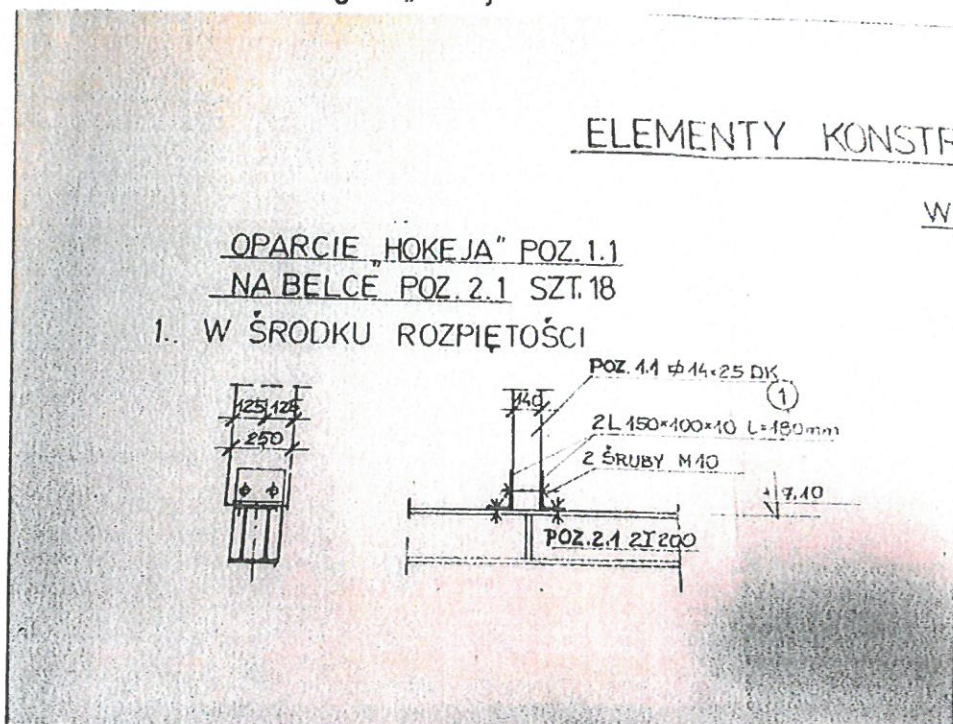 ELEMENTY KONSTR
W
OPARCIE „HOKEJA" POZ. 1.1
NA BELCE POZ. 2.1 SZT. 18
1. W ŚRODKU ROZPIĘTOŚCI
POZ. 1.1 14×25 DK
1
125 125
140
2L 150×100×10 L=180mm
250
2 ŚRUBY M10
7.10
POZ. 2.1 2I200